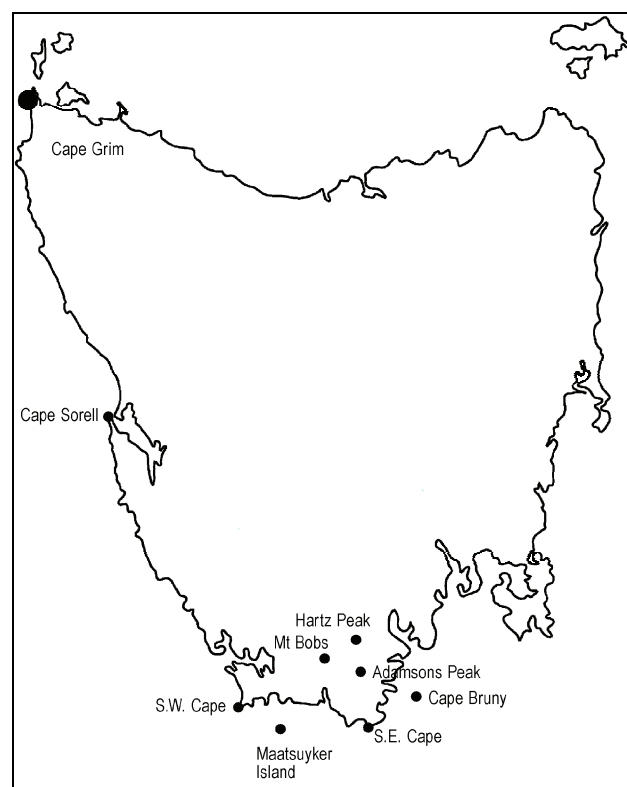 Cape Grim
Cape Sorell
Hartz Peak
Mt Bobs
Adamsons Peak
Cape Bruny
S.W. Cape
S.E. Cape
Maatsuyker
Island